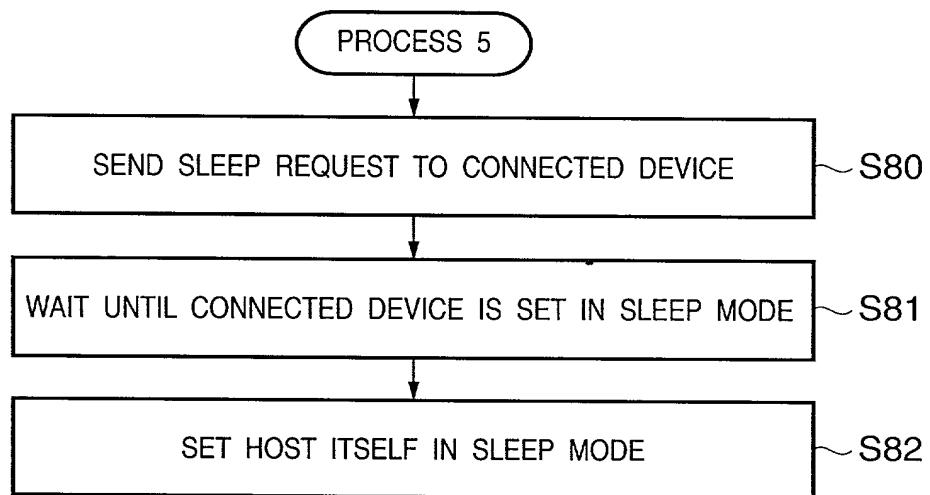 PROCESS 5
SEND SLEEP REQUEST TO CONNECTED DEVICE
S80
WAIT UNTIL CONNECTED DEVICE IS SET IN SLEEP MODE
S81
SET HOST ITSELF IN SLEEP MODE
S82